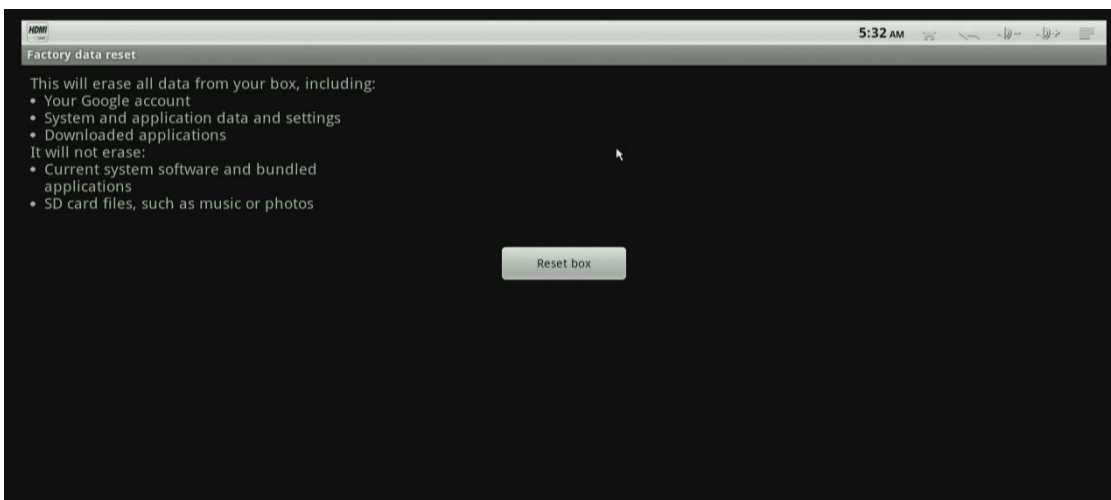 HDMI
5:32 AM
Factory data reset
This will erase all data from your box, including:
• Your Google account
• System and application data and settings
• Downloaded applications
It will not erase:
• Current system software and bundled
applications
• SD card files, such as music or photos
Reset box